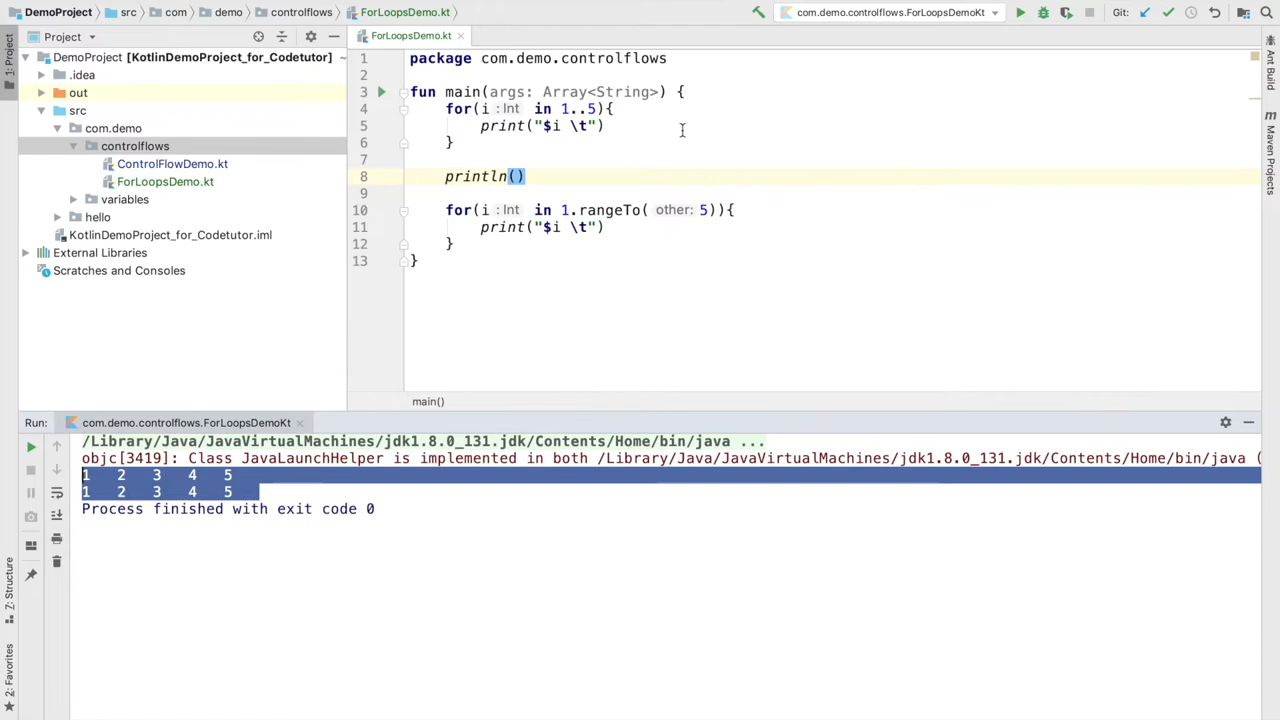 DemoProject src com demo controlflows ForLoopsDemo.kt com.demo.controlflows.ForLoopsDemoKt Git:
Project ForLoopsDemo.kt
1: Project
DemoProject [KotlinDemoProject_for_Codetutor] ~
.idea
out
src
com.demo
controlflows
ControlFlowDemo.kt
ForLoopsDemo.kt
variables
hello
KotlinDemoProject_for_Codetutor.iml
External Libraries
Scratches and Consoles
1 package com.demo.controlflows
2
3 fun main(args: Array<String>) {
4 for(i : Int in 1..5){
5 print("$i \t")
6 }
7
8 println()
9
10 for(i : Int in 1.rangeTo( other: 5)){
11 print("$i \t")
12 }
13 }
main()
Ant Build
Maven Projects
Run: com.demo.controlflows.ForLoopsDemoKt
/Library/Java/JavaVirtualMachines/jdk1.8.0_131.jdk/Contents/Home/bin/java ...
objc[3419]: Class JavaLaunchHelper is implemented in both /Library/Java/JavaVirtualMachines/jdk1.8.0_131.jdk/Contents/Home/bin/java (
1 2 3 4 5
1 2 3 4 5
Process finished with exit code 0
Z: Structure
2: Favorites